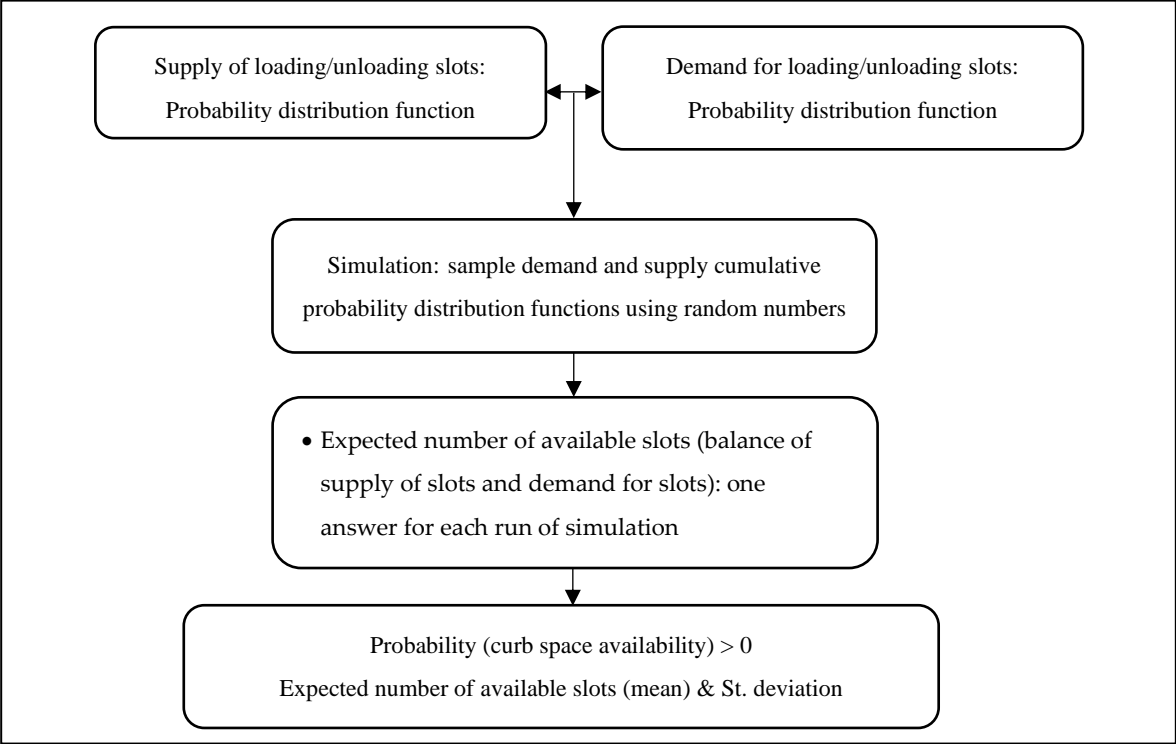 Supply of loading/unloading slots:
Probability distribution function
Demand for loading/unloading slots:
Probability distribution function
Simulation: sample demand and supply cumulative
probability distribution functions using random numbers
• Expected number of available slots (balance of
supply of slots and demand for slots): one
answer for each run of simulation
Probability (curb space availability) > 0
Expected number of available slots (mean) & St. deviation